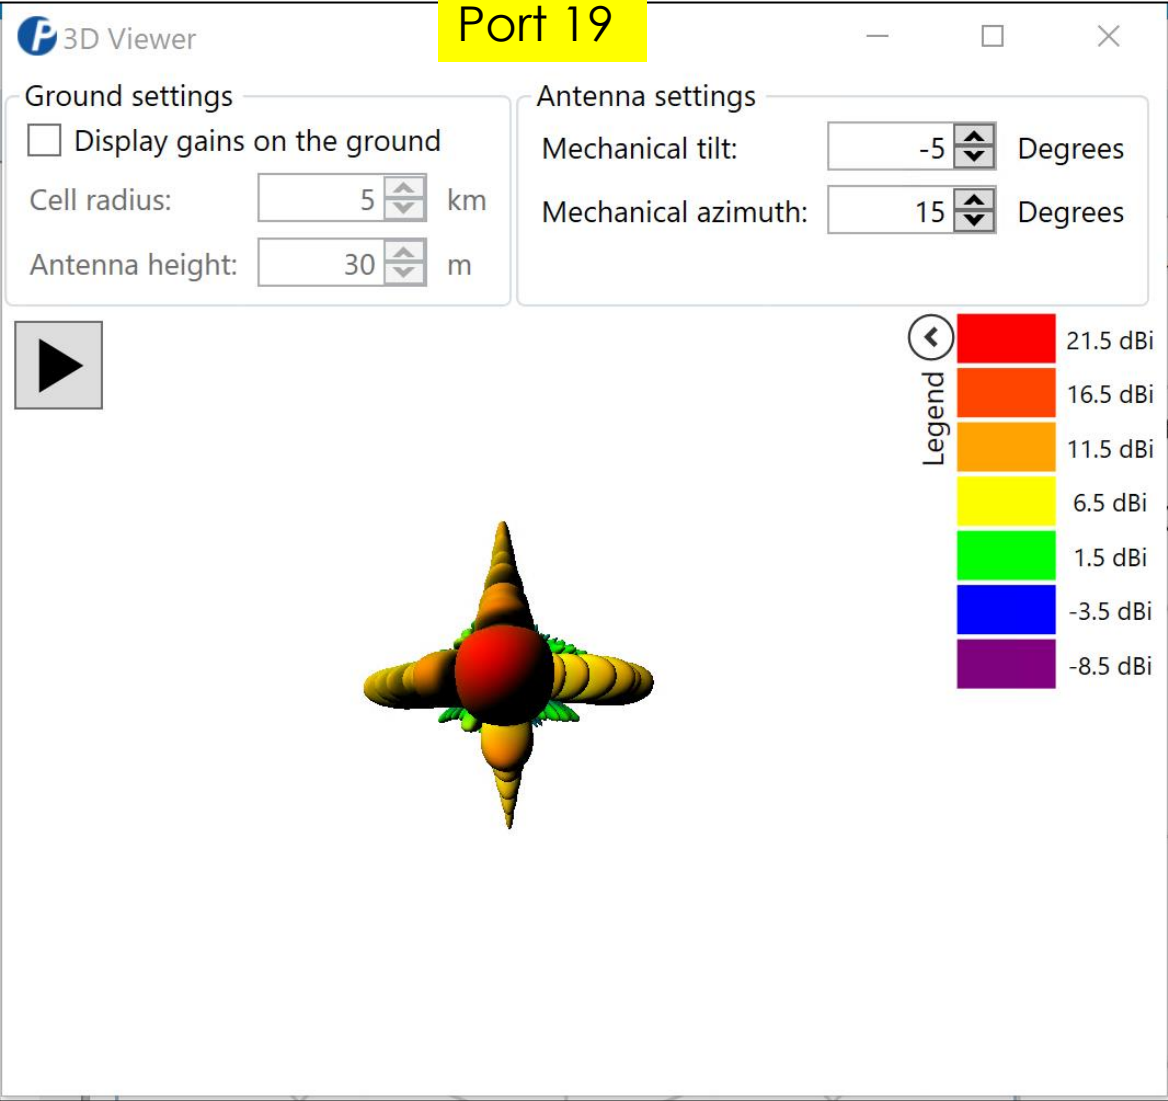 Port 19
3D Viewer
Ground settings
Display gains on the ground
Cell radius: 5 km
Antenna height: 30 m
Antenna settings
Mechanical tilt: -5 Degrees
Mechanical azimuth: 15 Degrees
Legend
21.5 dBi
16.5 dBi
11.5 dBi
6.5 dBi
1.5 dBi
-3.5 dBi
-8.5 dBi